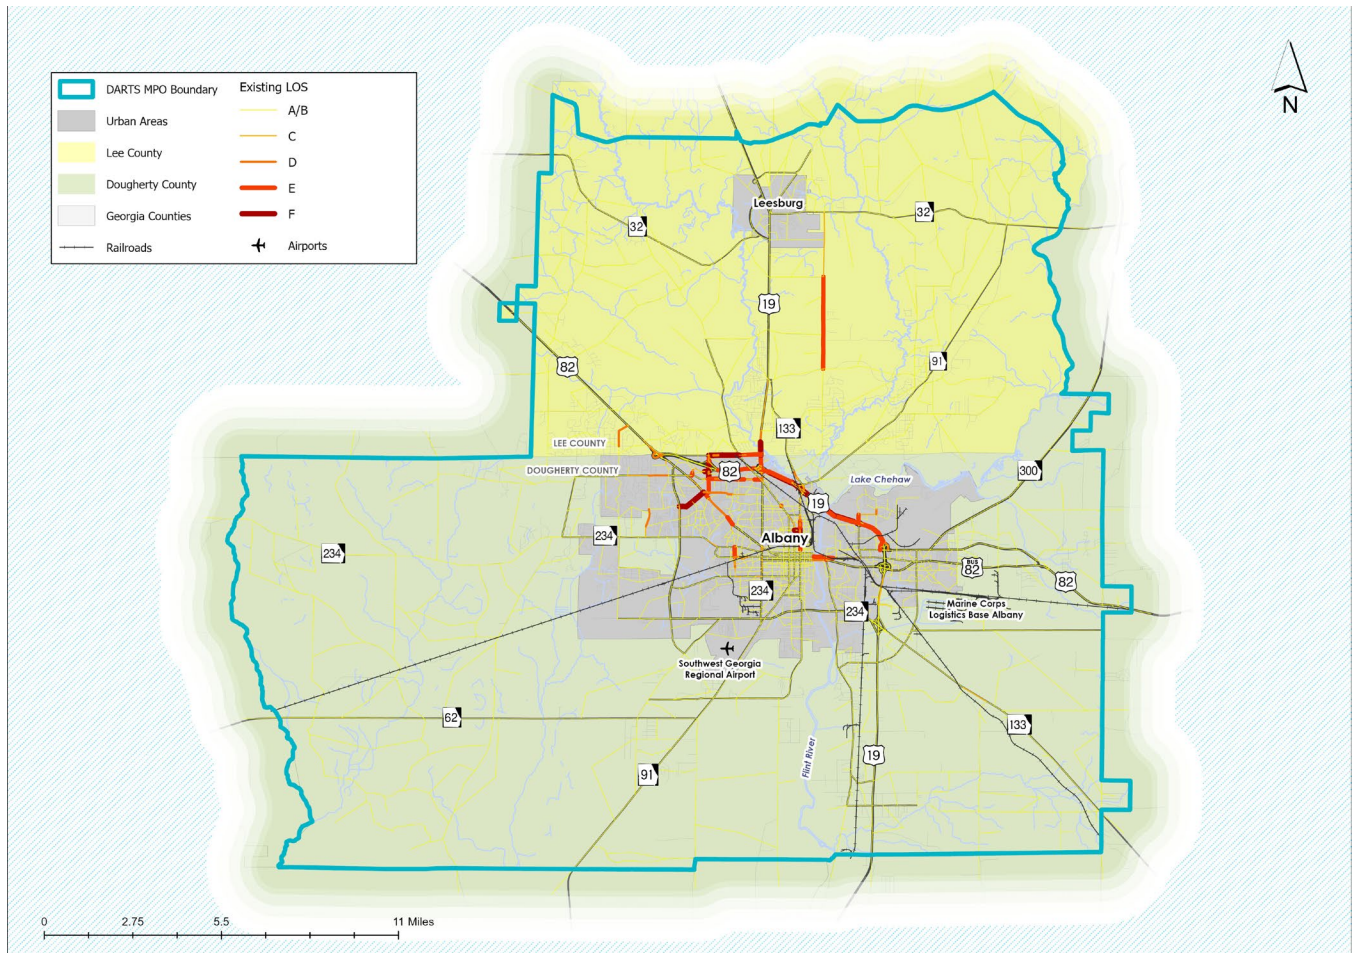 DARTS MPO Boundary
Urban Areas
Lee County
Dougherty County
Georgia Counties
Railroads
Existing LOS
A/B
C
D
E
F
Airports
N
Leesburg
32
32
19
82
91
133
LEE COUNTY
DOUGHERTY COUNTY
82
300
Lake Chehaw
19
234
234
Albany
BUS
82
82
234
234
Marine Corps
Logistics Base Albany
Southwest Georgia
Regional Airport
62
133
Flint River
19
91
0 2.75 5.5 11 Miles